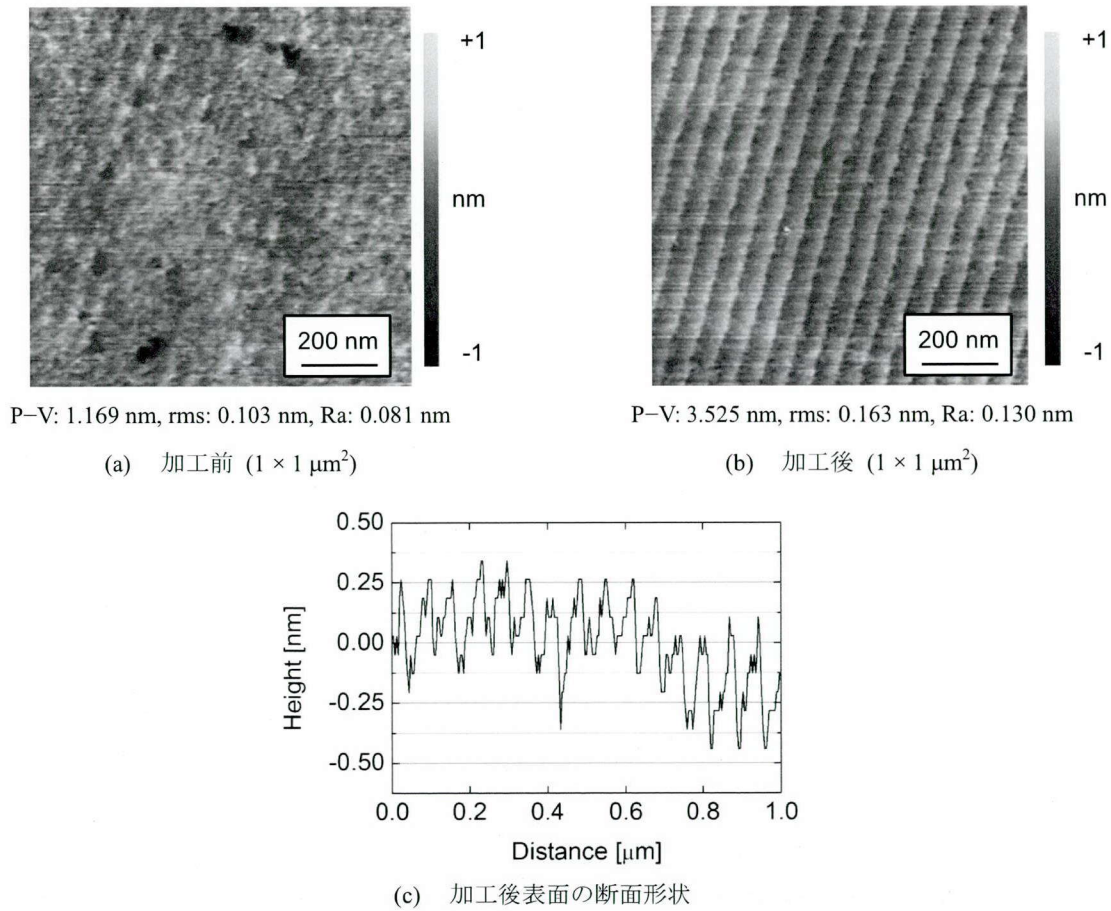 +1
nm
-1
200 nm
P−V: 1.169 nm, rms: 0.103 nm, Ra: 0.081 nm
(a) 加工前 (1 × 1 μm²)
+1
nm
-1
200 nm
P−V: 3.525 nm, rms: 0.163 nm, Ra: 0.130 nm
(b) 加工後 (1 × 1 μm²)
0.50
0.25
0.00
-0.25
-0.50
Height [nm]
0.0 0.2 0.4 0.6 0.8 1.0
Distance [μm]
(c) 加工後表面の断面形状